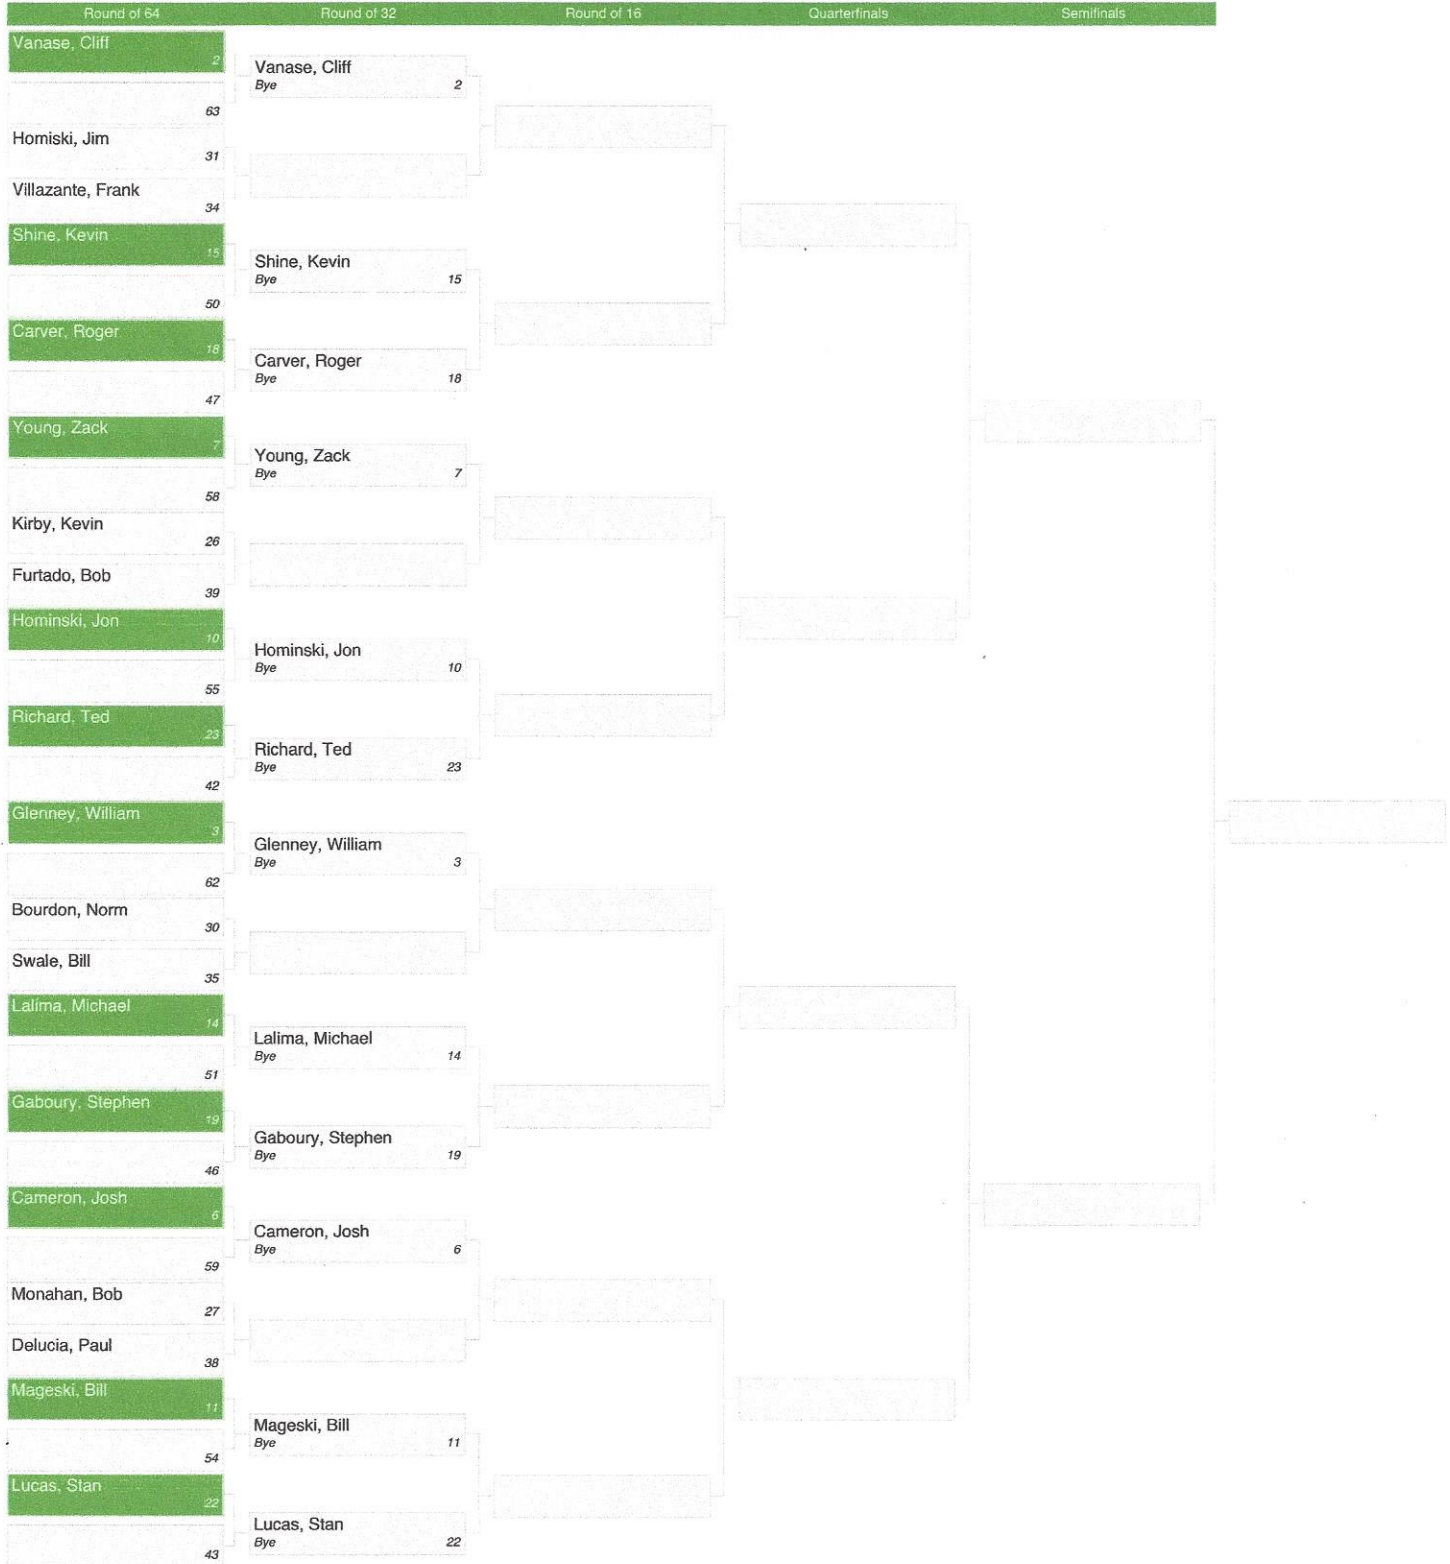 Round of 64 Round of 32 Round of 16 Quarterfinals Semifinals
Vanase, Cliff
2
63
Homiski, Jim
31
Villazante, Frank
34
Shine, Kevin
15
50
Carver, Roger
18
47
Young, Zack
7
58
Kirby, Kevin
26
Furtado, Bob
39
Hominski, Jon
10
55
Richard, Ted
23
42
Glenney, William
3
62
Bourdon, Norm
30
Swale, Bill
35
Lalima, Michael
14
51
Gaboury, Stephen
19
46
Cameron, Josh
6
59
Monahan, Bob
27
Delucia, Paul
38
Mageski, Bill
11
54
Lucas, Stan
22
43
Vanase, Cliff
Bye 2
Shine, Kevin
Bye 15
Carver, Roger
Bye 18
Young, Zack
Bye 7
Hominski, Jon
Bye 10
Richard, Ted
Bye 23
Glenney, William
Bye 3
Lalima, Michael
Bye 14
Gaboury, Stephen
Bye 19
Cameron, Josh
Bye 6
Mageski, Bill
Bye 11
Lucas, Stan
Bye 22